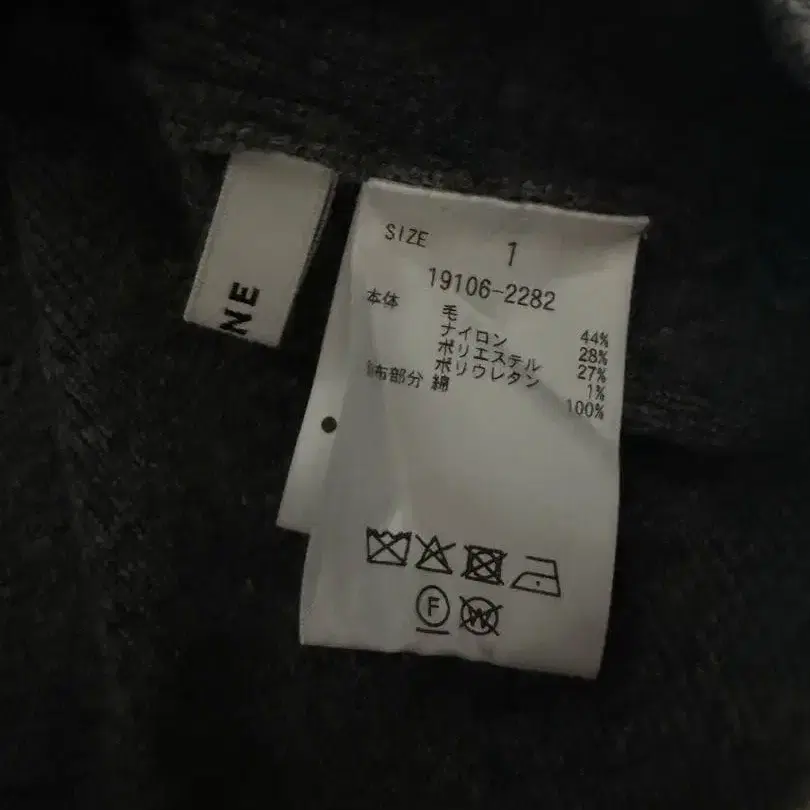 NE
SIZE 1
19106-2282
本体 毛 44%
ナイロン 28%
ポリエステル 27%
ポリウレタン 1%
布部分 綿 100%
F
W